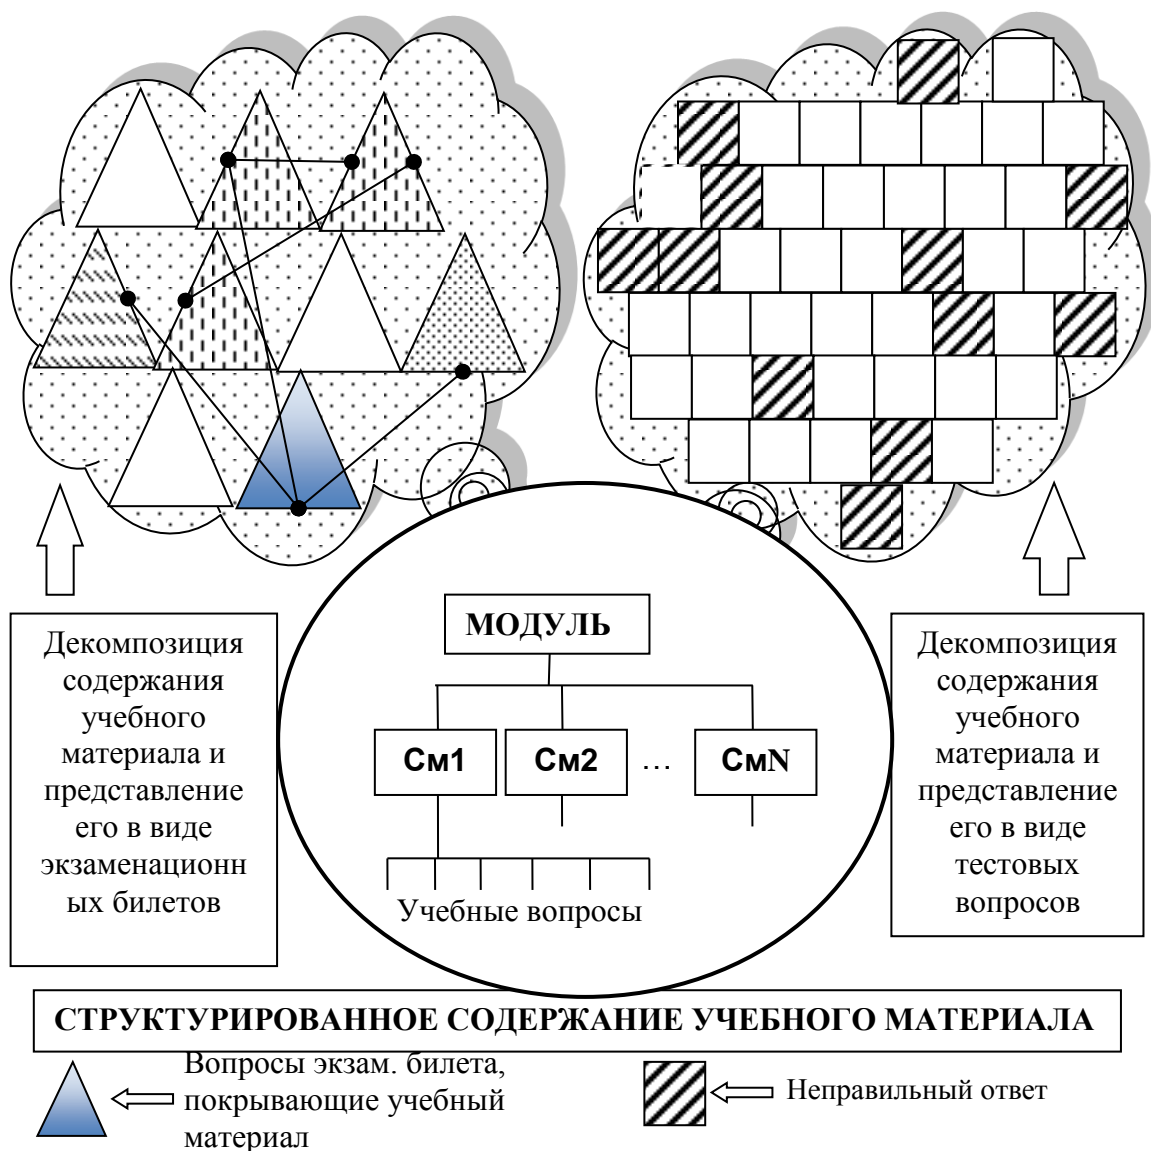 МОДУЛЬ
См1
См2
...
СмN
Учебные вопросы
Декомпозиция
содержания
учебного
материала и
представление
его в виде
экзаменационн
ых билетов
Декомпозиция
содержания
учебного
материала и
представление
его в виде
тестовых
вопросов
СТРУКТУРИРОВАННОЕ СОДЕРЖАНИЕ УЧЕБНОГО МАТЕРИАЛА
Вопросы экзам. билета,
покрывающие учебный
материал
Неправильный ответ